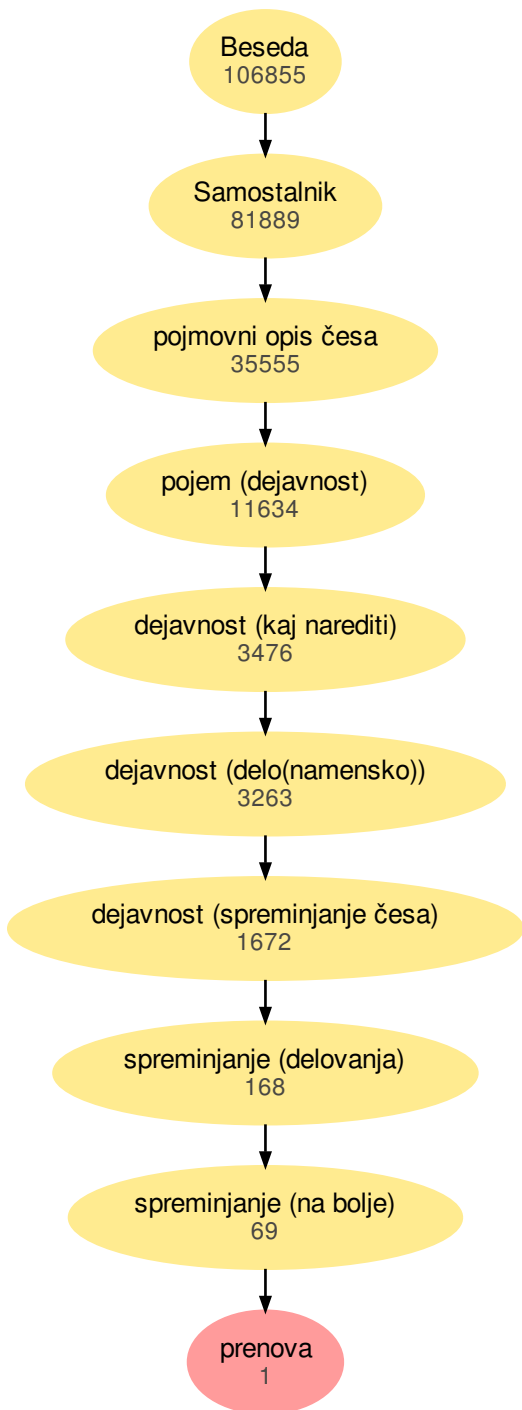 Beseda
106855
Samostalnik
81889
pojmovni opis česa
35555
pojem (dejavnost)
11634
dejavnost (kaj narediti)
3476
dejavnost (delo(namensko))
3263
dejavnost (spreminjanje česa)
1672
spreminjanje (delovanja)
168
spreminjanje (na bolje)
69
prenova
1